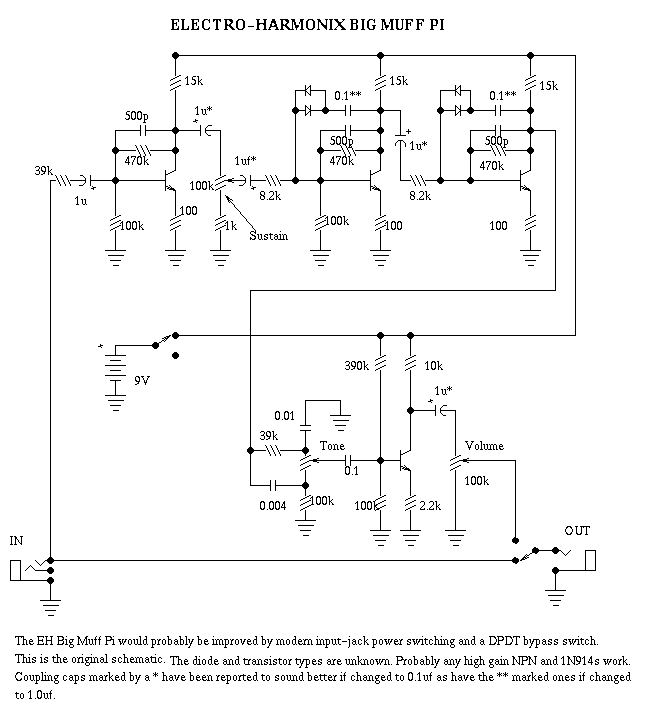 ELECTRO-HARMONIX BIG MUFF PI
15k
15k
15k
500p
1u*
0.1**
0.1**
470k
500p
470k
1u*
500p
470k
39k
1u
100k
1uf*
8.2k
8.2k
100k
100
1k
Sustain
100k
100
100
9V
390k
10k
1u*
0.01
39k
Tone
0.1
Volume
100k
0.004
100k
100k
2.2k
IN
OUT
The EH Big Muff Pi would probably be improved by modern input-jack power switching and a DPDT bypass switch.
This is the original schematic. The diode and transistor types are unknown. Probably any high gain NPN and 1N914s work.
Coupling caps marked by a * have been reported to sound better if changed to 0.1uf as have the ** marked ones if changed
to 1.0uf.